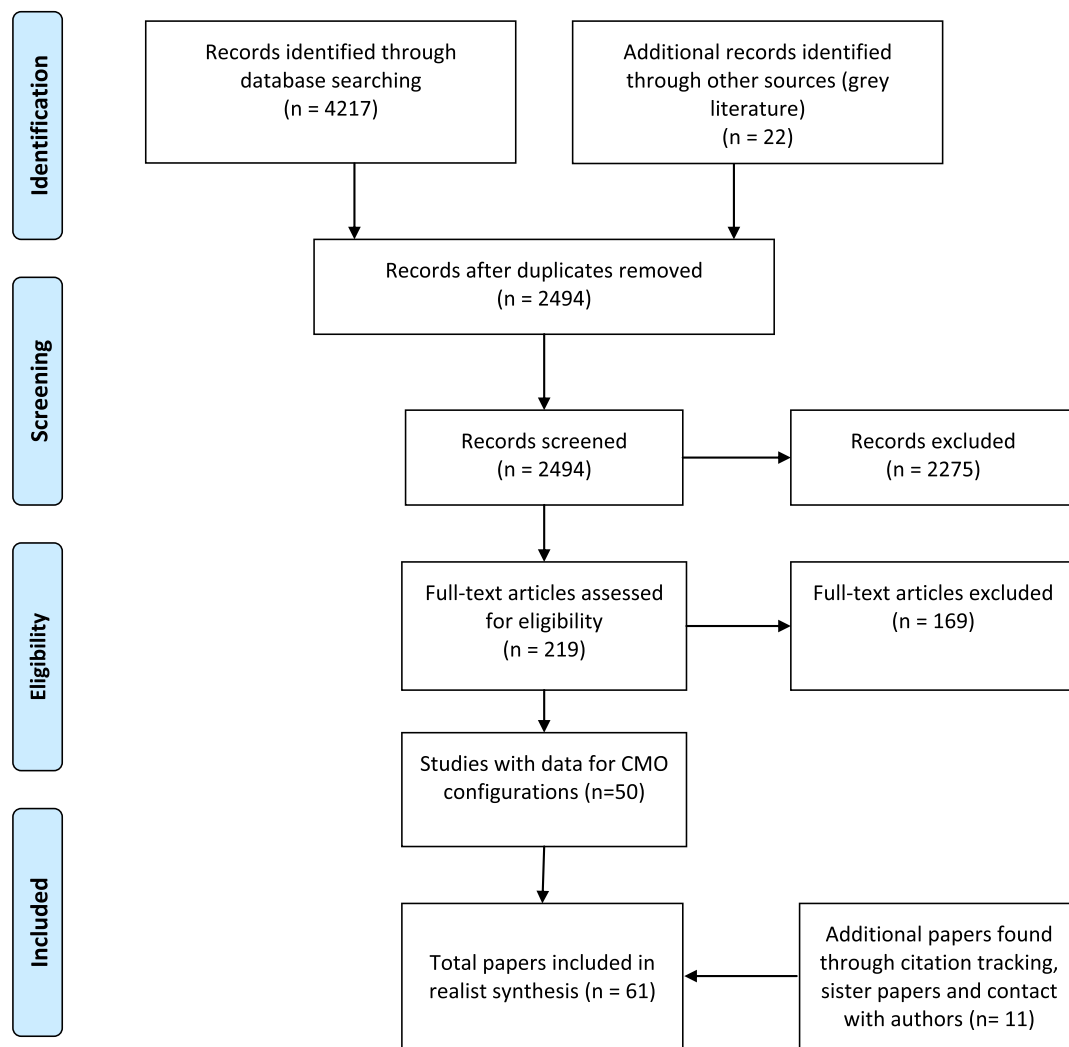 Identification
Records identified through
database searching
(n = 4217)
Additional records identified
through other sources (grey
literature)
(n = 22)
Records after duplicates removed
(n = 2494)
Screening
Records screened
(n = 2494)
Records excluded
(n = 2275)
Eligibility
Full-text articles assessed
for eligibility
(n = 219)
Full-text articles excluded
(n = 169)
Studies with data for CMO
configurations (n=50)
Included
Total papers included in
realist synthesis (n = 61)
Additional papers found
through citation tracking,
sister papers and contact
with authors (n= 11)